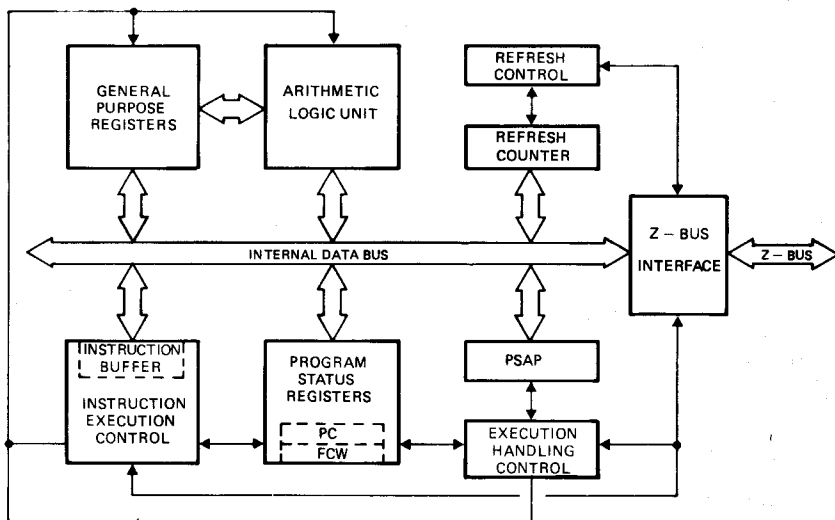 GENERAL
PURPOSE
REGISTERS
ARITHMETIC
LOGIC UNIT
REFRESH
CONTROL
REFRESH
COUNTER
INTERNAL DATA BUS
Z – BUS
INTERFACE
Z – BUS
INSTRUCTION
BUFFER
INSTRUCTION
EXECUTION
CONTROL
PROGRAM
STATUS
REGISTERS
PC
FCW
PSAP
EXECUTION
HANDLING
CONTROL